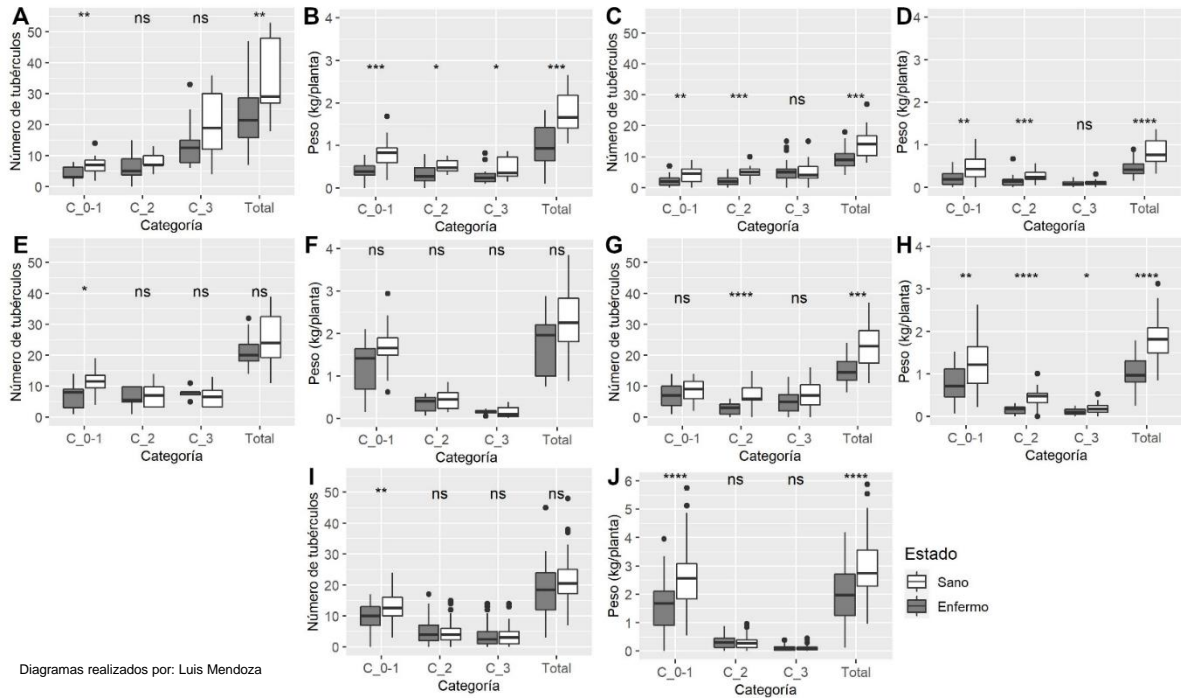 A
** ns ns **
50
40
30
20
10
0
Número de tubérculos
C_0-1 C_2 C_3 Total
Categoría
B
*** * * ***
4
3
2
1
0
Peso (kg/planta)
C_0-1 C_2 C_3 Total
Categoría
C
** *** ns ***
50
40
30
20
10
0
Número de tubérculos
C_0-1 C_2 C_3 Total
Categoría
D
** *** ns ****
4
3
2
1
0
Peso (kg/planta)
C_0-1 C_2 C_3 Total
Categoría
E
* ns ns ns
50
40
30
20
10
0
Número de tubérculos
C_0-1 C_2 C_3 Total
Categoría
F
ns ns ns ns
4
3
2
1
0
Peso (kg/planta)
C_0-1 C_2 C_3 Total
Categoría
G
ns **** ns ***
50
40
30
20
10
0
Número de tubérculos
C_0-1 C_2 C_3 Total
Categoría
H
** **** * ****
4
3
2
1
0
Peso (kg/planta)
C_0-1 C_2 C_3 Total
Categoría
I
** ns ns ns
50
40
30
20
10
0
Número de tubérculos
C_0-1 C_2 C_3 Total
Categoría
J
**** ns ns ****
6
5
4
3
2
1
0
Peso (kg/planta)
C_0-1 C_2 C_3 Total
Categoría
Estado
Sano
Enfermo
Diagramas realizados por: Luis Mendoza